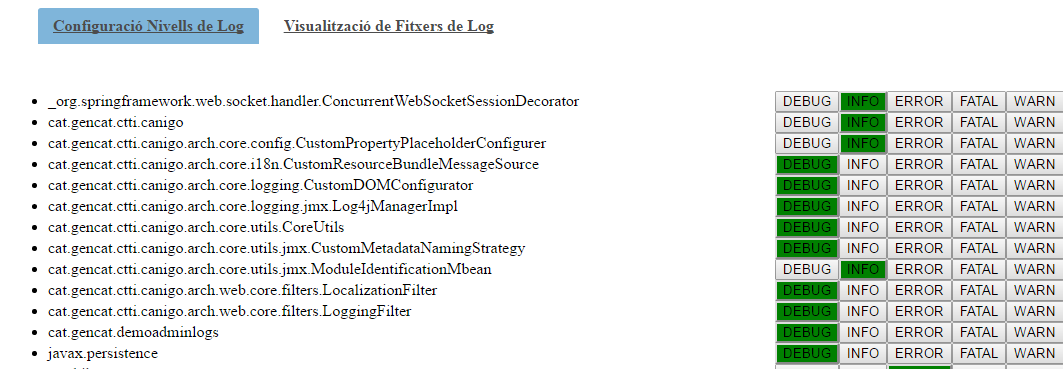 Configuració Nivells de Log Visualització de Fitxers de Log
_org.springframework.web.socket.handler.ConcurrentWebSocketSessionDecorator DEBUG INFO ERROR FATAL WARN
cat.gencat.ctti.canigo DEBUG INFO ERROR FATAL WARN
cat.gencat.ctti.canigo.arch.core.config.CustomPropertyPlaceholderConfigurer DEBUG INFO ERROR FATAL WARN
cat.gencat.ctti.canigo.arch.core.i18n.CustomResourceBundleMessageSource DEBUG INFO ERROR FATAL WARN
cat.gencat.ctti.canigo.arch.core.logging.CustomDOMConfigurator DEBUG INFO ERROR FATAL WARN
cat.gencat.ctti.canigo.arch.core.logging.jmx.Log4jManagerImpl DEBUG INFO ERROR FATAL WARN
cat.gencat.ctti.canigo.arch.core.utils.CoreUtils DEBUG INFO ERROR FATAL WARN
cat.gencat.ctti.canigo.arch.core.utils.jmx.CustomMetadataNamingStrategy DEBUG INFO ERROR FATAL WARN
cat.gencat.ctti.canigo.arch.core.utils.jmx.ModuleIdentificationMbean DEBUG INFO ERROR FATAL WARN
cat.gencat.ctti.canigo.arch.web.core.filters.LocalizationFilter DEBUG INFO ERROR FATAL WARN
cat.gencat.ctti.canigo.arch.web.core.filters.LoggingFilter DEBUG INFO ERROR FATAL WARN
cat.gencat.demoadminlogs DEBUG INFO ERROR FATAL WARN
javax.persistence DEBUG INFO ERROR FATAL WARN